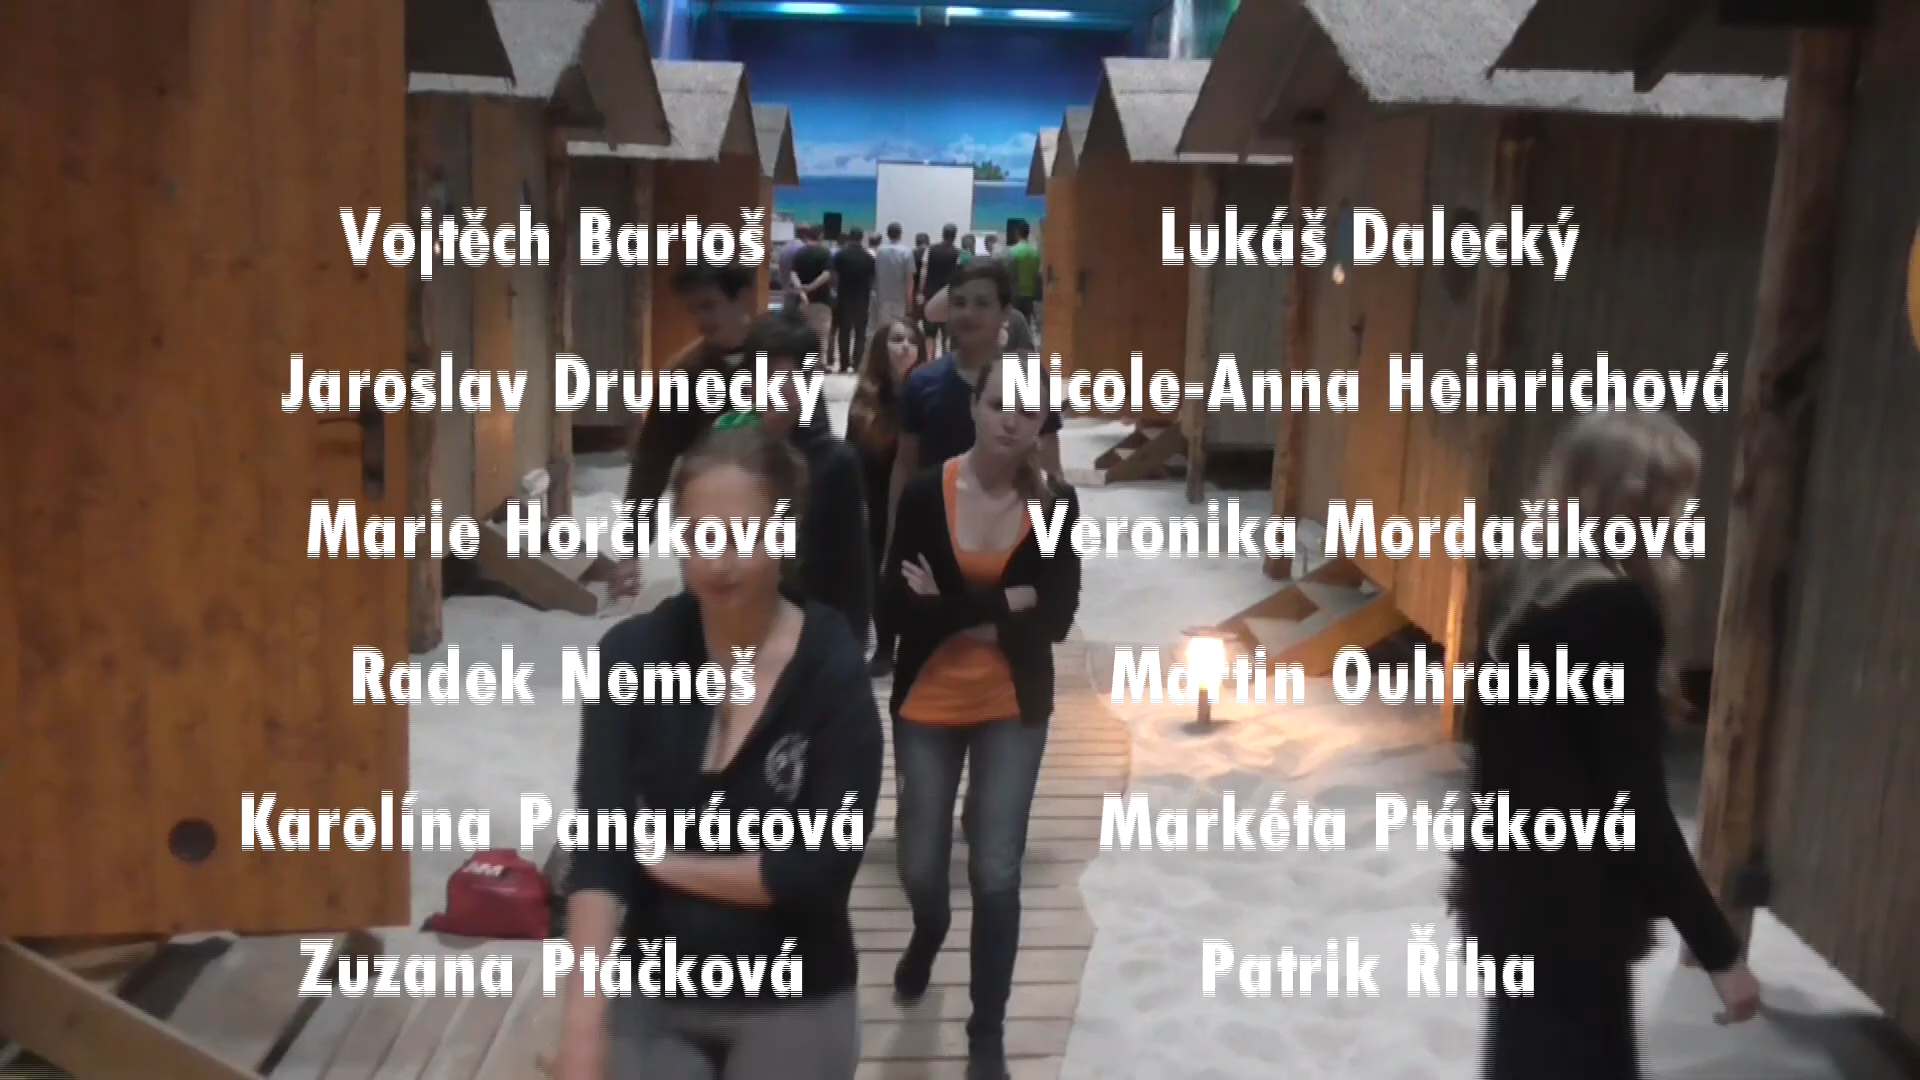 Vojtěch Bartoš
Lukáš Dalecký
Jaroslav Drunecký
Nicole-Anna Heinrichová
Marie Horčíková
Veronika Mordačiková
Radek Nemeš
Martin Ouhrabka
Karolína Pangrácová
Markéta Ptáčková
Zuzana Ptáčková
Patrik Říha